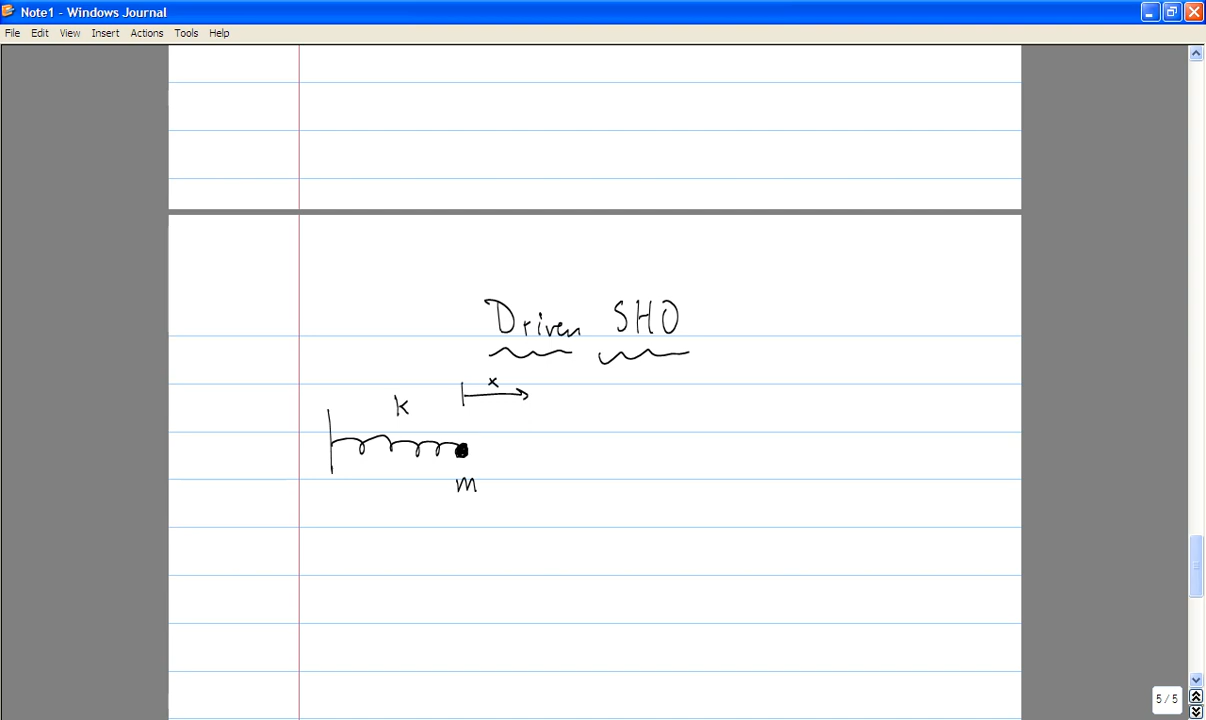 Note1 - Windows Journal
File Edit View Insert Actions Tools Help
Driven SHO
x
k
m
5 / 5